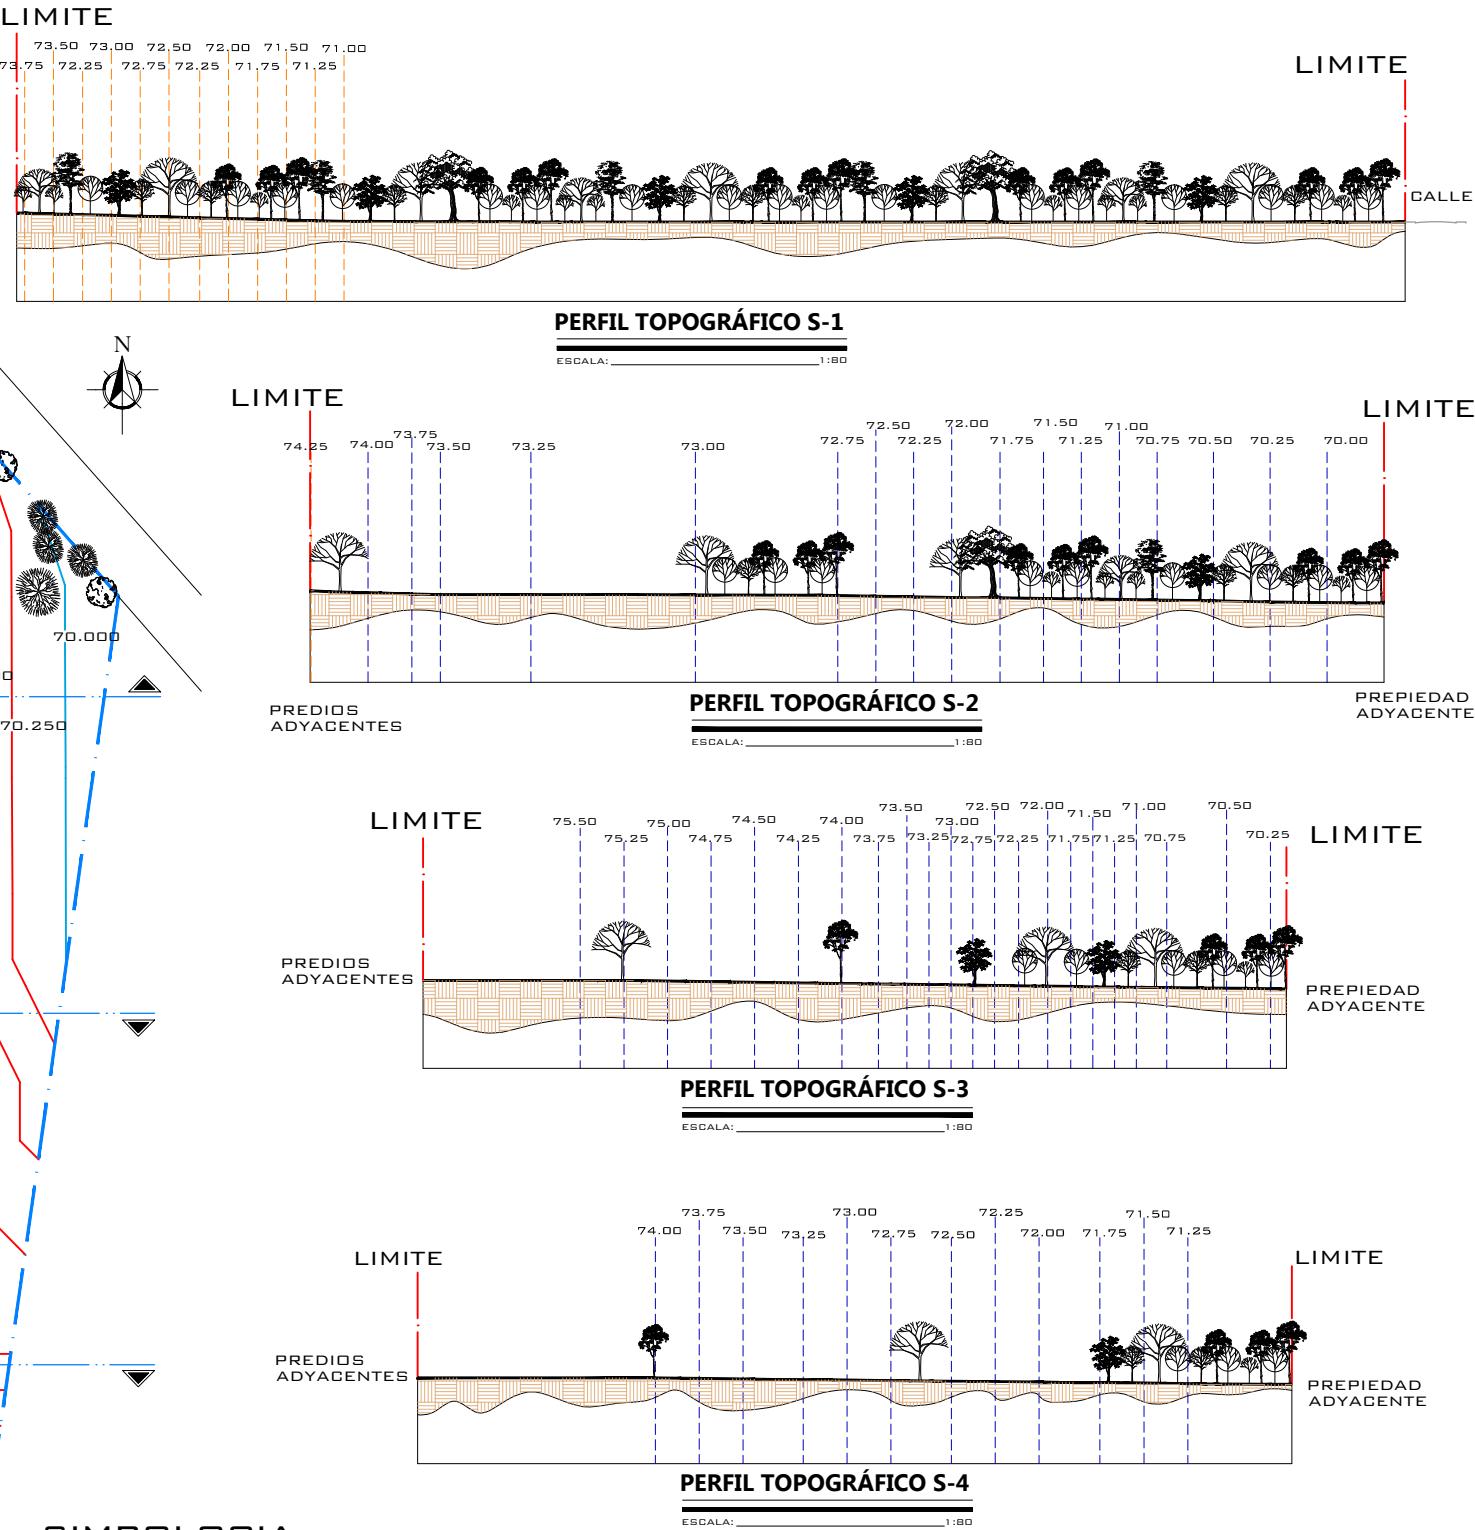 LIMITE
73.50 73.00 72.50 72.00 71.50 71.00
73.75 72.25 72.75 72.25 71.75 71.25
LIMITE
CALLE
PERFIL TOPOGRÁFICO S-1
ESCALA: 1:80
N
LIMITE
LIMITE
74.25 74.00 73.75 73.50 73.25 73.00 72.75 72.50 72.25 72.00 71.75 71.50 71.25 71.00 70.75 70.50 70.25 70.00
70.000
70.250
PREDIOS
ADYACENTES
PERFIL TOPOGRÁFICO S-2
ESCALA: 1:80
PREPIEDAD
ADYACENTE
LIMITE
75.50 75.25 75.00 74.75 74.50 74.25 74.00 73.75 73.50 73.25 73.00 72.75 72.50 72.25 72.00 71.75 71.50 71.25 71.00 70.75 70.50 70.25
LIMITE
PREDIOS
ADYACENTES
PREPIEDAD
ADYACENTE
PERFIL TOPOGRÁFICO S-3
ESCALA: 1:80
LIMITE
74.00 73.75 73.50 73.25 73.00 72.75 72.50 72.25 72.00 71.75 71.50 71.25
LIMITE
PREDIOS
ADYACENTES
PREPIEDAD
ADYACENTE
PERFIL TOPOGRÁFICO S-4
ESCALA: 1:80
SIMBOLOGIA